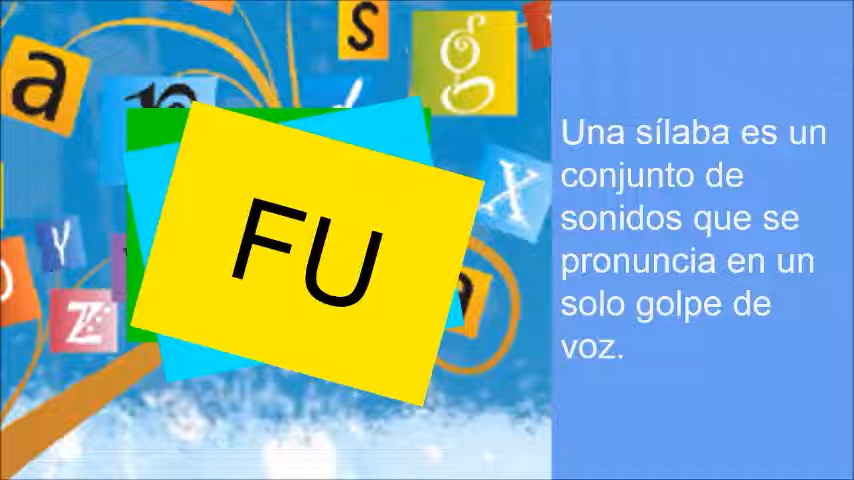 a
s
g
x
y
z
FU
Una sílaba es un
conjunto de
sonidos que se
pronuncia en un
solo golpe de
voz.